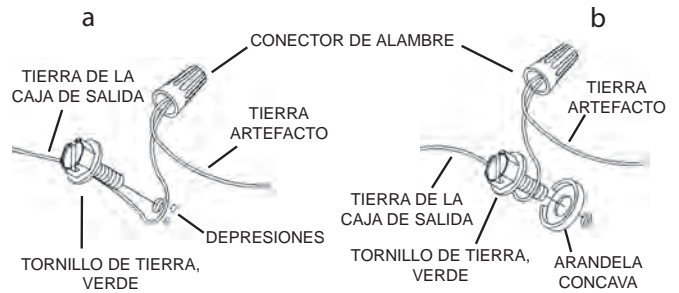 a
b
CONECTOR DE ALAMBRE
TIERRA DE LA
CAJA DE SALIDA
TIERRA
ARTEFACTO
DEPRESIONES
TORNILLO DE TIERRA,
VERDE
TIERRA
ARTEFACTO
TIERRA DE LA
CAJA DE SALIDA
TORNILLO DE TIERRA,
VERDE
ARANDELA
CONCAVA